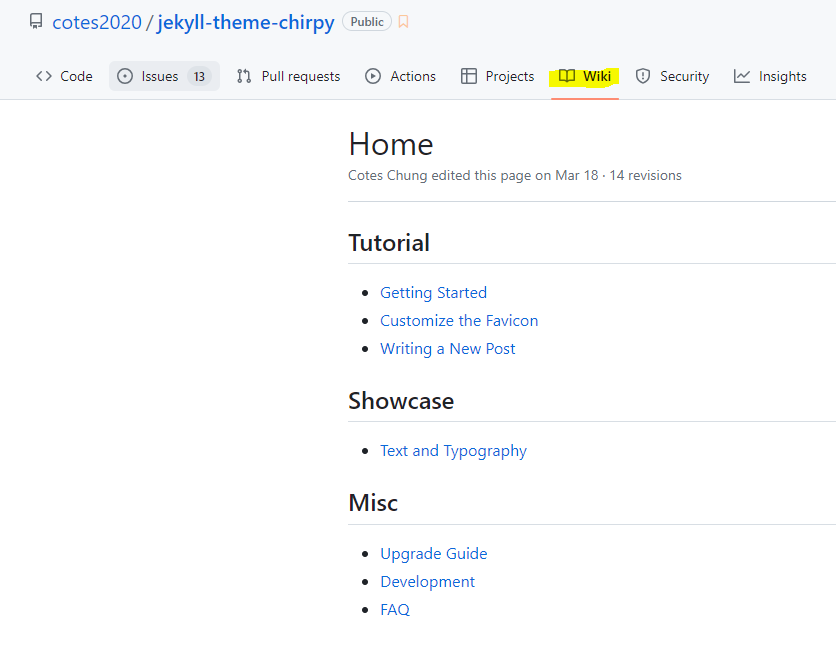 cotes2020 / jekyll-theme-chirpy Public
Code Issues 13 Pull requests Actions Projects Wiki Security Insights
Home
Cotes Chung edited this page on Mar 18 · 14 revisions
Tutorial
Getting Started
Customize the Favicon
Writing a New Post
Showcase
Text and Typography
Misc
Upgrade Guide
Development
FAQ